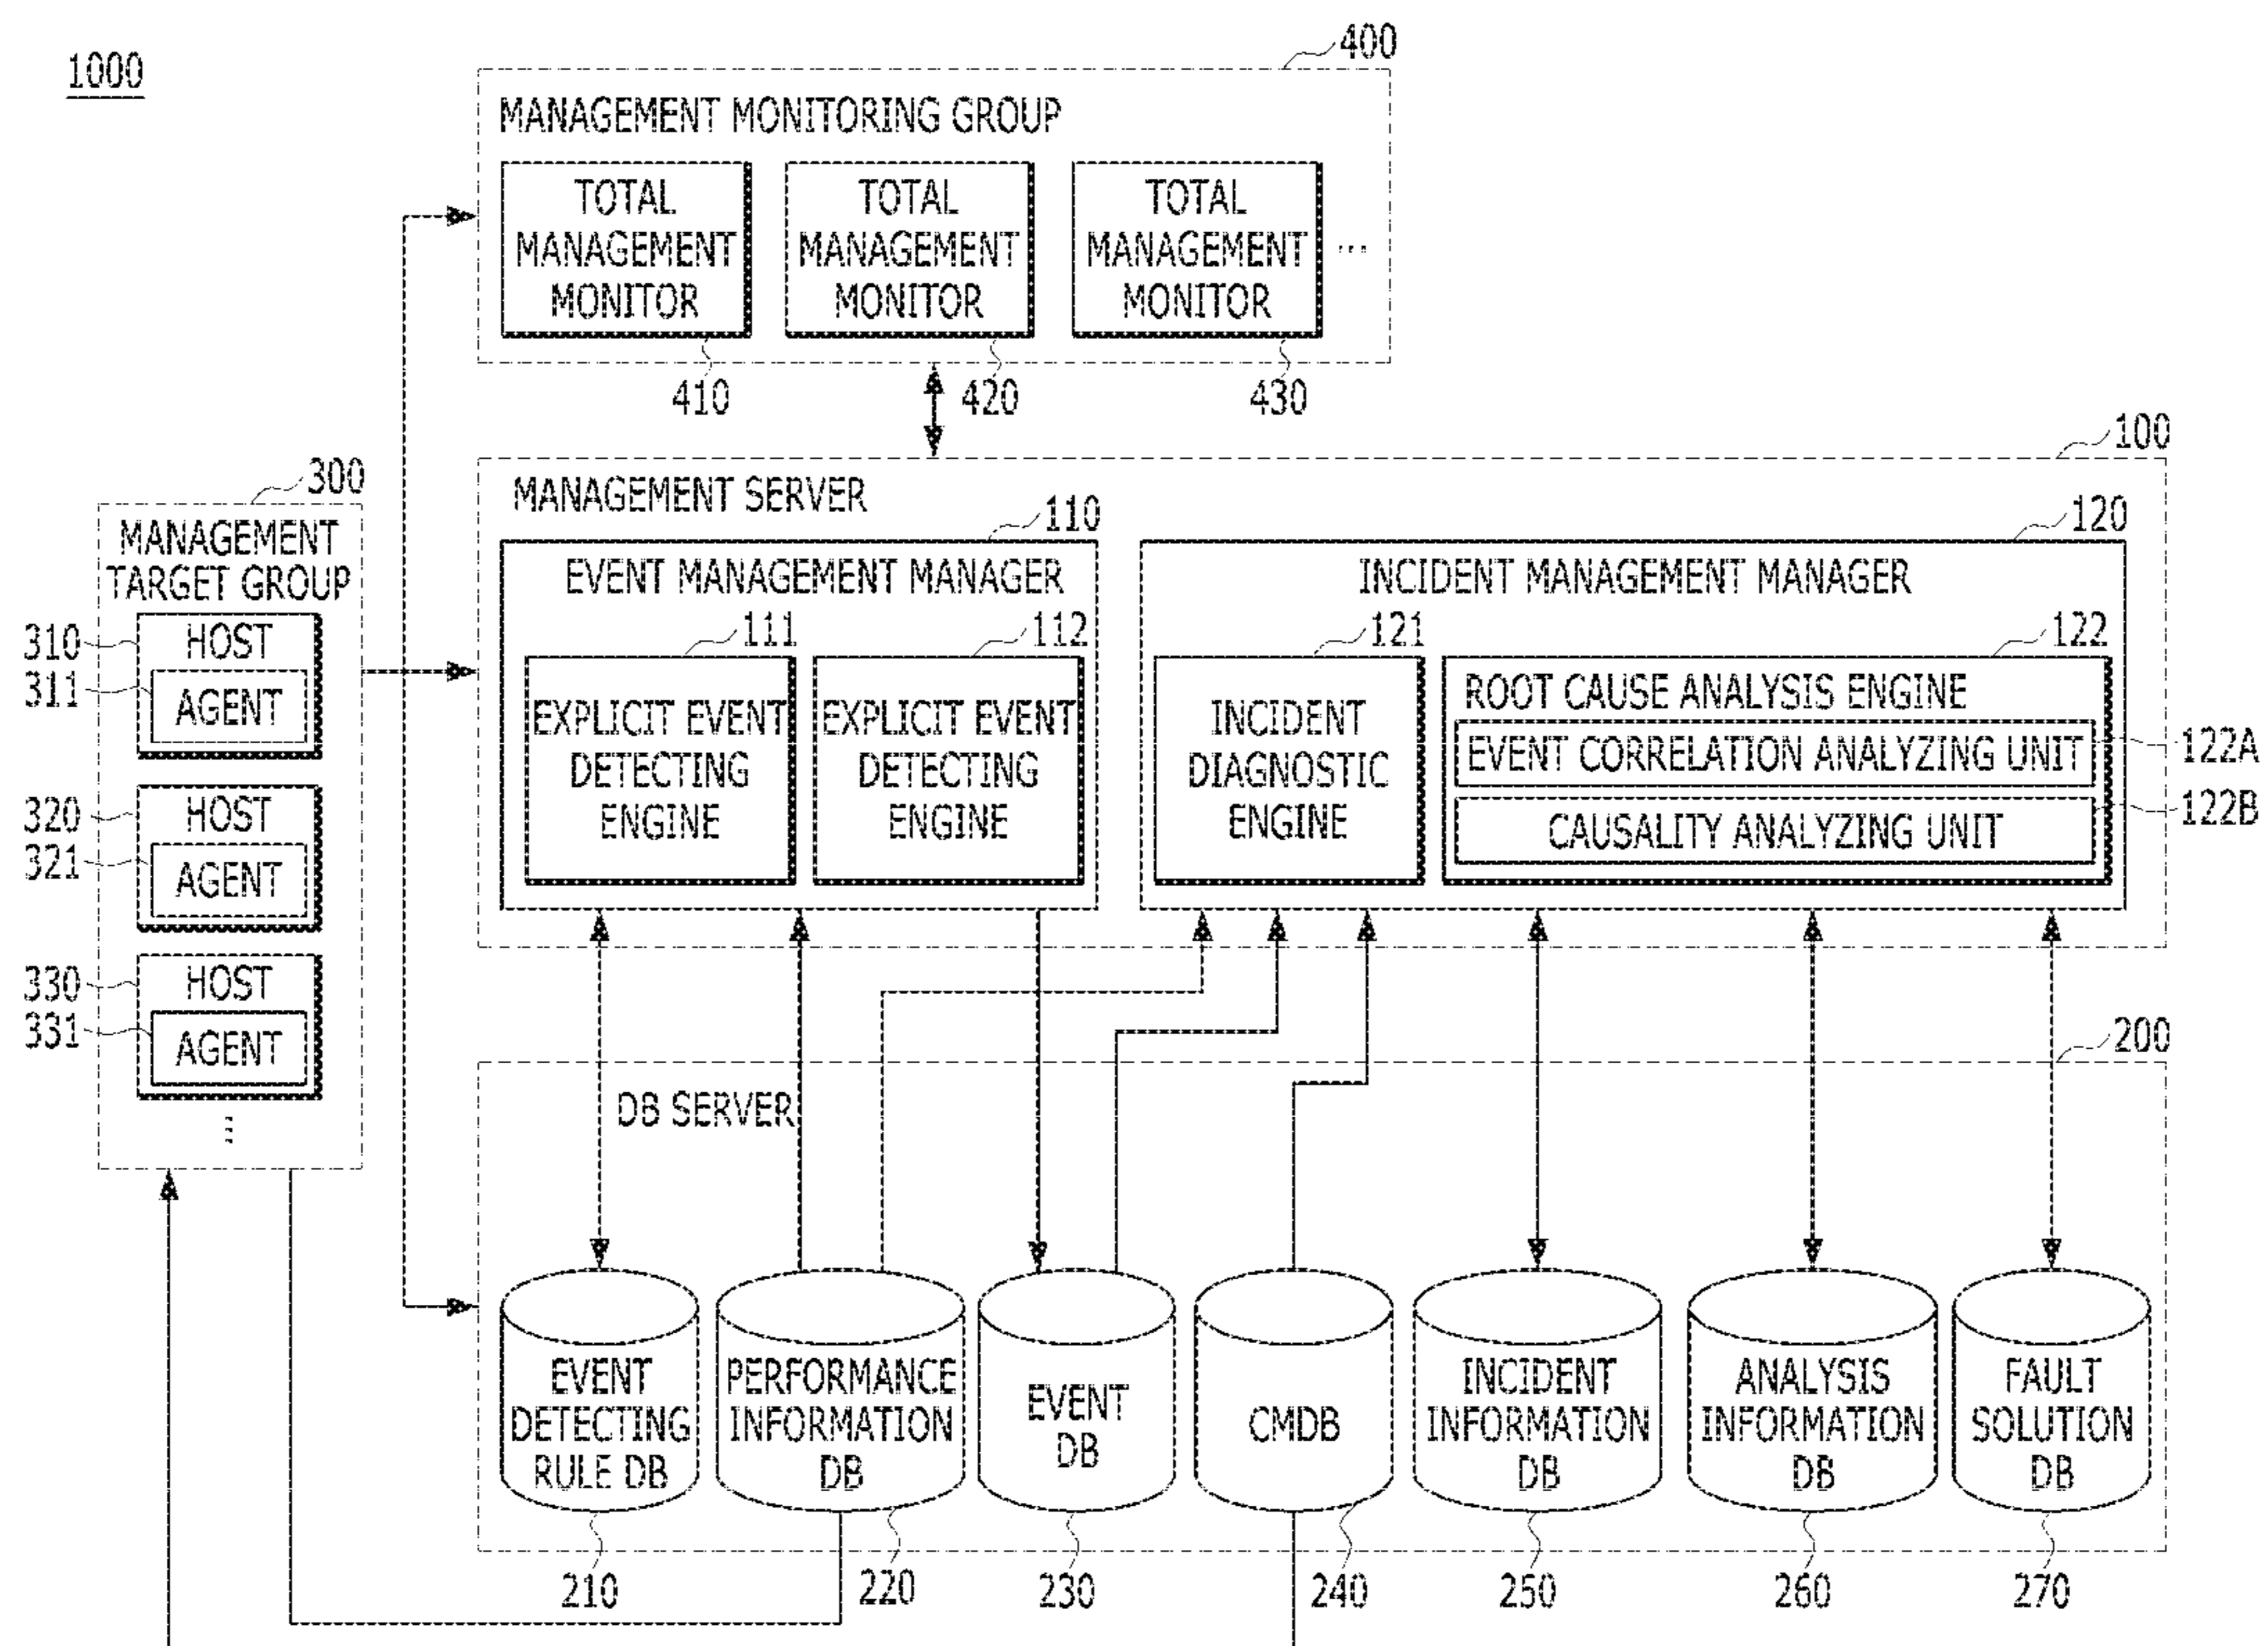 1000
400
MANAGEMENT MONITORING GROUP
TOTAL
MANAGEMENT
MONITOR
TOTAL
MANAGEMENT
MONITOR
TOTAL
MANAGEMENT
MONITOR
...
410
420
430
300
MANAGEMENT
TARGET GROUP
310
HOST
311
AGENT
320
HOST
321
AGENT
330
HOST
331
AGENT
...
100
MANAGEMENT SERVER
110
EVENT MANAGEMENT MANAGER
111
EXPLICIT EVENT
DETECTING
ENGINE
112
EXPLICIT EVENT
DETECTING
ENGINE
120
INCIDENT MANAGEMENT MANAGER
121
INCIDENT
DIAGNOSTIC
ENGINE
122
ROOT CAUSE ANALYSIS ENGINE
EVENT CORRELATION ANALYZING UNIT
122A
CAUSALITY ANALYZING UNIT
122B
200
DB SERVER
EVENT
DETECTING
RULE DB
PERFORMANCE
INFORMATION
DB
EVENT
DB
CMDB
INCIDENT
INFORMATION
DB
ANALYSIS
INFORMATION
DB
FAULT
SOLUTION
DB
210
220
230
240
250
260
270